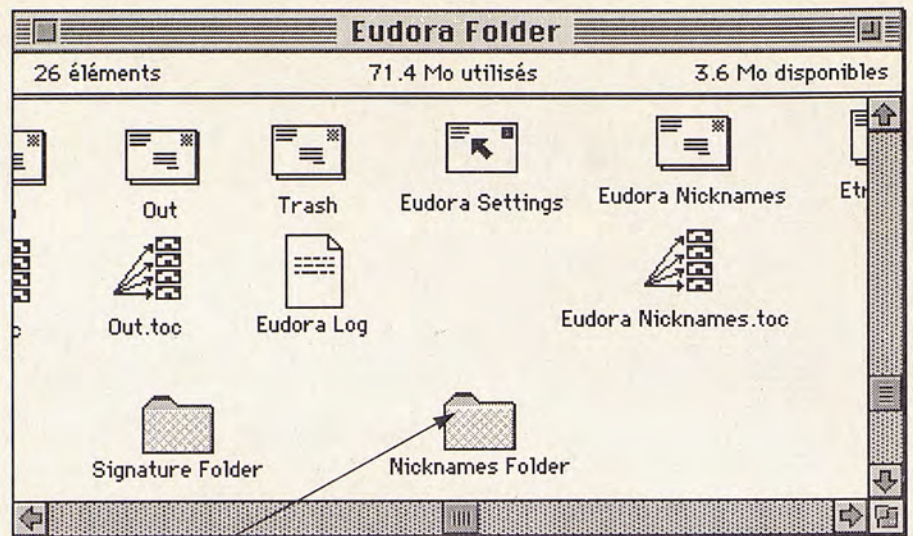 Eudora Folder
26 éléments 71.4 Mo utilisés 3.6 Mo disponibles
Out Trash Eudora Settings Eudora Nicknames
Out.toc Eudora Log Eudora Nicknames.toc
Signature Folder Nicknames Folder